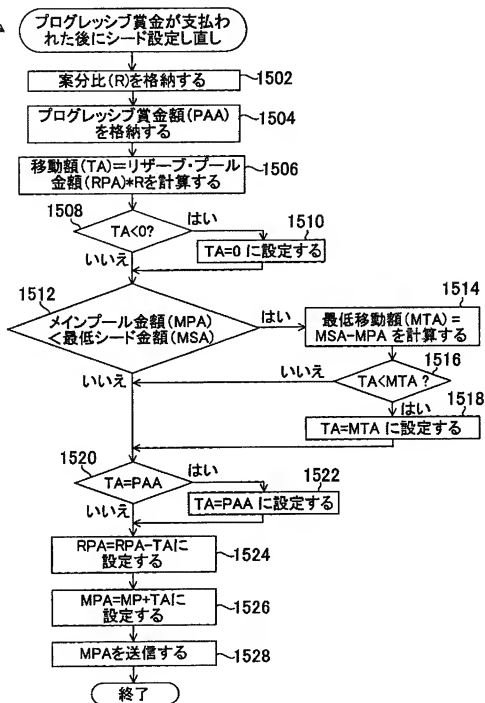 プログレッシブ賞金が支払わ
れた後にシード設定し直し
案分比(R)を格納する
1502
プログレッシブ賞金額(PAA)
を格納する
1504
移動額(TA)=リザーブ・プール
金額(RPA)*Rを計算する
1506
1508
TA<0?
はい
いいえ
1510
TA=0 に設定する
1512
メインプール金額(MPA)
<最低シード金額(MSA)
はい
いいえ
1514
最低移動額(MTA)=
MSA-MPA を計算する
1516
TA<MTA ?
いいえ
はい
1518
TA=MTA に設定する
1520
TA=PAA
はい
いいえ
1522
TA=PAA に設定する
RPA=RPA-TAに
設定する
1524
MPA=MP+TAに
設定する
1526
MPAを送信する
1528
終了